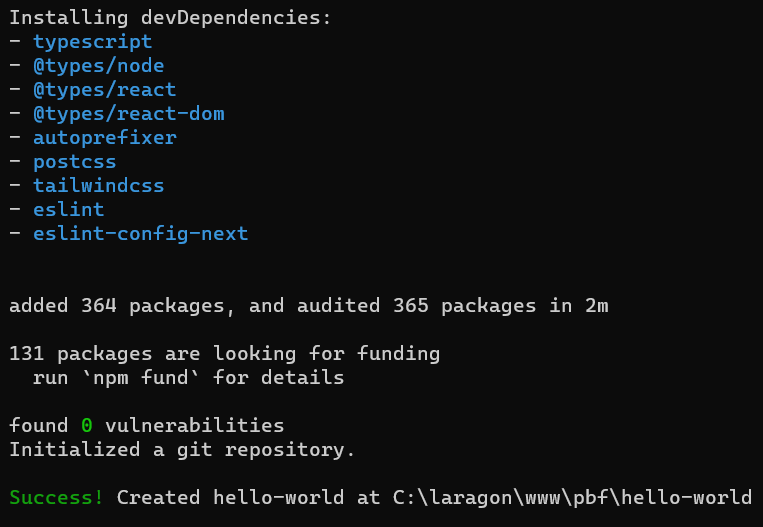 Installing devDependencies:
- typescript
- @types/node
- @types/react
- @types/react-dom
- autoprefixer
- postcss
- tailwindcss
- eslint
- eslint-config-next
added 364 packages, and audited 365 packages in 2m
131 packages are looking for funding
  run `npm fund` for details
found 0 vulnerabilities
Initialized a git repository.
Success! Created hello-world at C:\laragon\www\pbf\hello-world